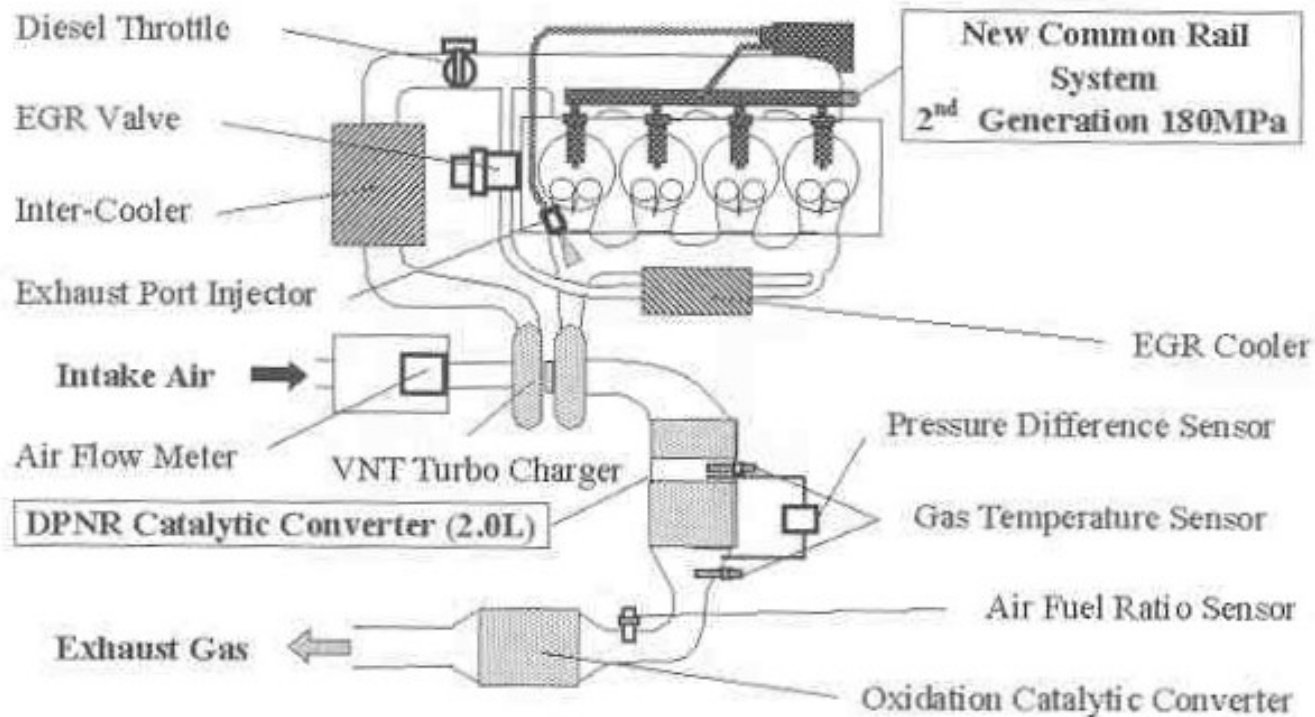 Diesel Throttle
New Common Rail
System
2nd Generation 180MPa
EGR Valve
Inter-Cooler
Exhaust Port Injector
EGR Cooler
Intake Air
Pressure Difference Sensor
Air Flow Meter
VNT Turbo Charger
DPNR Catalytic Converter (2.0L)
Gas Temperature Sensor
Air Fuel Ratio Sensor
Exhaust Gas
Oxidation Catalytic Converter